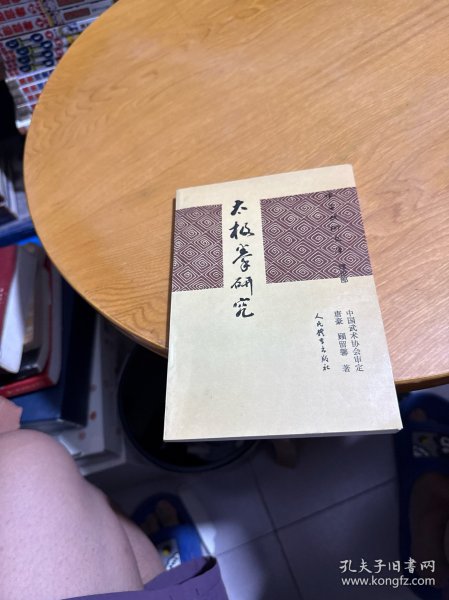 太极拳研究
中国武术协会审定
唐豪 顾留馨 著
人民体育出版社
孔夫子旧书网
www.kongfz.com